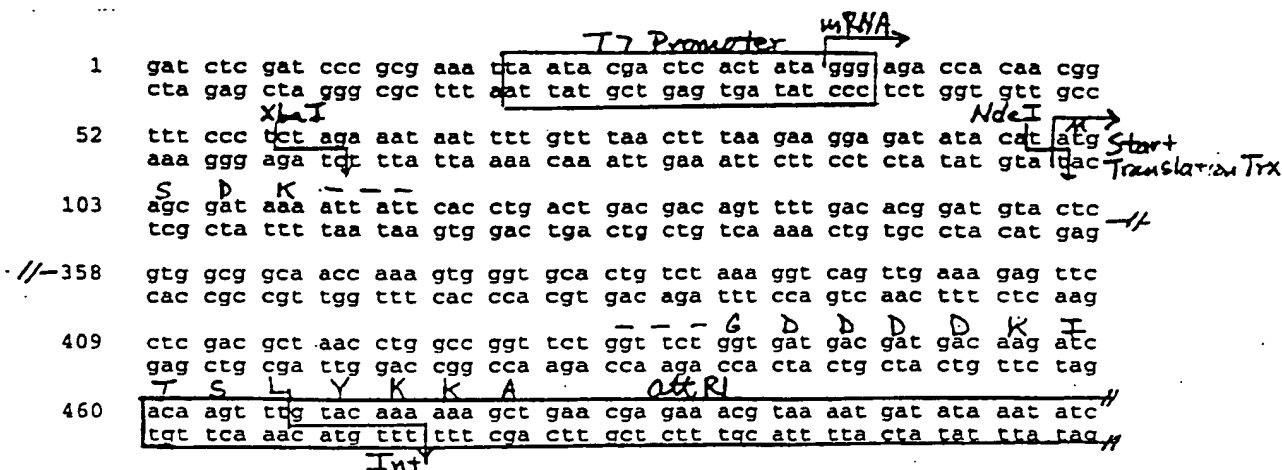 T7 Promoter mRNA
1 gat ctc gat ccc gcg aaa tta ata cga ctc act ata ggg aga cca caa cgg
cta gag cta ggg cgc ttt aat tat gct gag tga tat ccc tct ggt gtt gcc
XbaI NdeI M
52 ttt ccc tct aga aat aat ttt gtt taa ctt taa gaa gga gat ata cat atg Start
aaa ggg aga tct tta tta aaa caa att gaa att ctt cct cta tat gta tac Translation Trx
S D K - - -
103 agc gat aaa att att cac ctg act gac gac agt ttt gac acg gat gta ctc
tcg cta ttt taa taa gtg gac tga ctg ctg tca aaa ctg tgc cta cat gag -//-
-//- 358 gtg gcg gca acc aaa gtg ggt gca ctg tct aaa ggt cag ttg aaa gag ttc
cac cgc cgt tgg ttt cac cca cgt gac aga ttt cca gtc aac ttt ctc aag
- - - G D D D D K I
409 ctc gac gct aac ctg gcc ggt tct ggt tct ggt gat gac gat gac aag atc
gag ctg cga ttg gac cgg cca aga cca aga cca cta ctg cta ctg ttc tag
T S L Y K K A att R1
460 aca agt ttg tac aaa aaa gct gaa cga gaa acg taa aat gat ata aat atc //
tgt tca aac atg ttt ttt cga ctt gct ctt tgc att tta cta tat tta tag //
Int